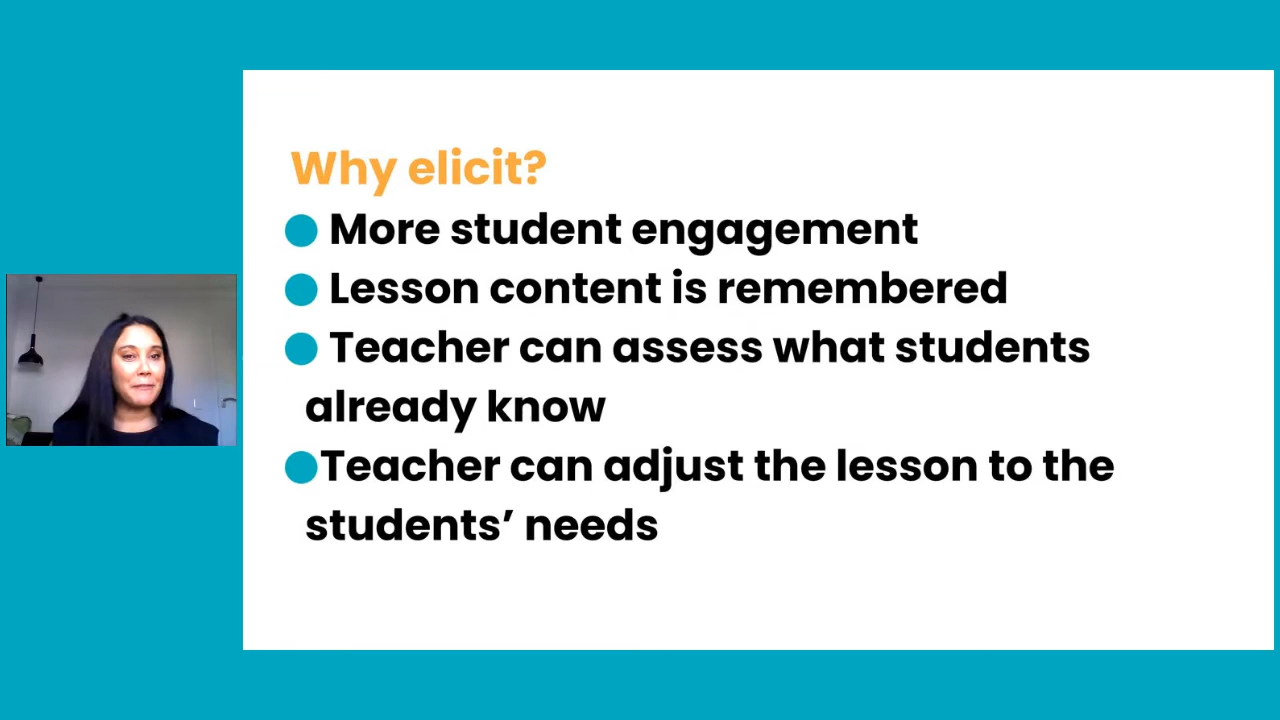 Why elicit?
● More student engagement
● Lesson content is remembered
● Teacher can assess what students
already know
●Teacher can adjust the lesson to the
students’ needs